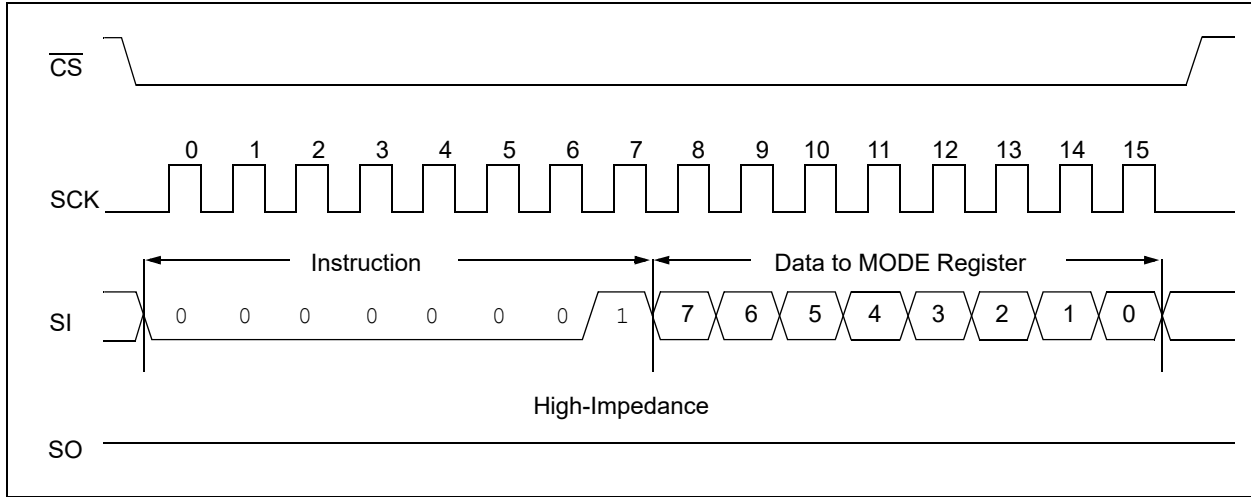 CS
0 1 2 3 4 5 6 7 8 9 10 11 12 13 14 15
SCK
Instruction Data to MODE Register
SI 0 0 0 0 0 0 0 1 7 6 5 4 3 2 1 0
High-Impedance
SO